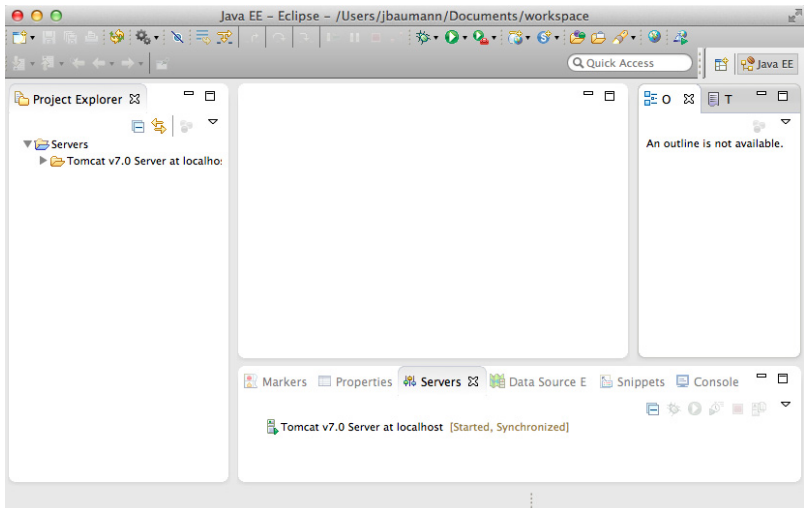 Java EE – Eclipse – /Users/jbaumann/Documents/workspace
Quick Access
Java EE
Project Explorer
Servers
Tomcat v7.0 Server at localho
O
T
An outline is not available.
Markers
Properties
Servers
Data Source E
Snippets
Console
Tomcat v7.0 Server at localhost [Started, Synchronized]